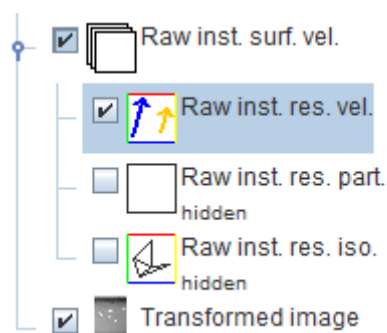 Raw inst. surf. vel.
Raw inst. res. vel.
Raw inst. res. part.
hidden
Raw inst. res. iso.
hidden
Transformed image